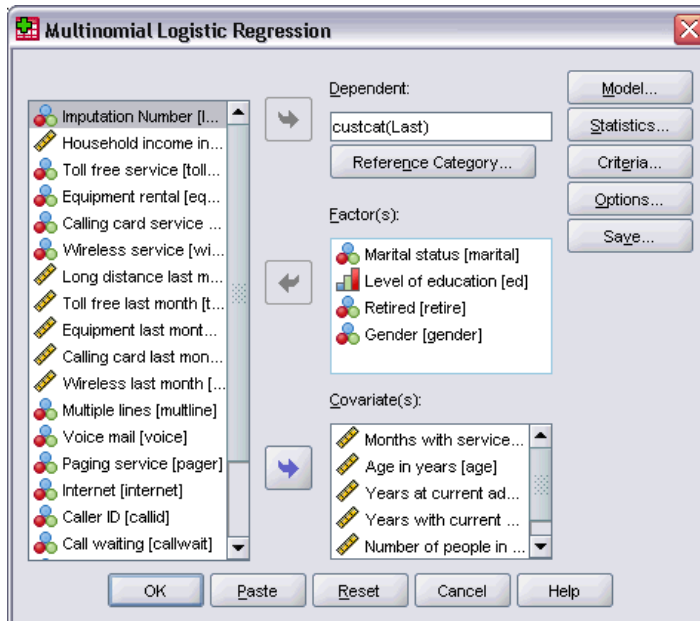 Multinomial Logistic Regression
Imputation Number [I...
Household income in...
Toll free service [toll...
Equipment rental [eq...
Calling card service ...
Wireless service [wi...
Long distance last m...
Toll free last month [t...
Equipment last mont...
Calling card last mon...
Wireless last month [...
Multiple lines [multline]
Voice mail [voice]
Paging service [pager]
Internet [internet]
Caller ID [callid]
Call waiting [callwait]
Dependent:
custcat(Last)
Reference Category...
Factor(s):
Marital status [marital]
Level of education [ed]
Retired [retire]
Gender [gender]
Covariate(s):
Months with service...
Age in years [age]
Years at current ad...
Years with current ...
Number of people in ...
Model...
Statistics...
Criteria...
Options...
Save...
OK
Paste
Reset
Cancel
Help